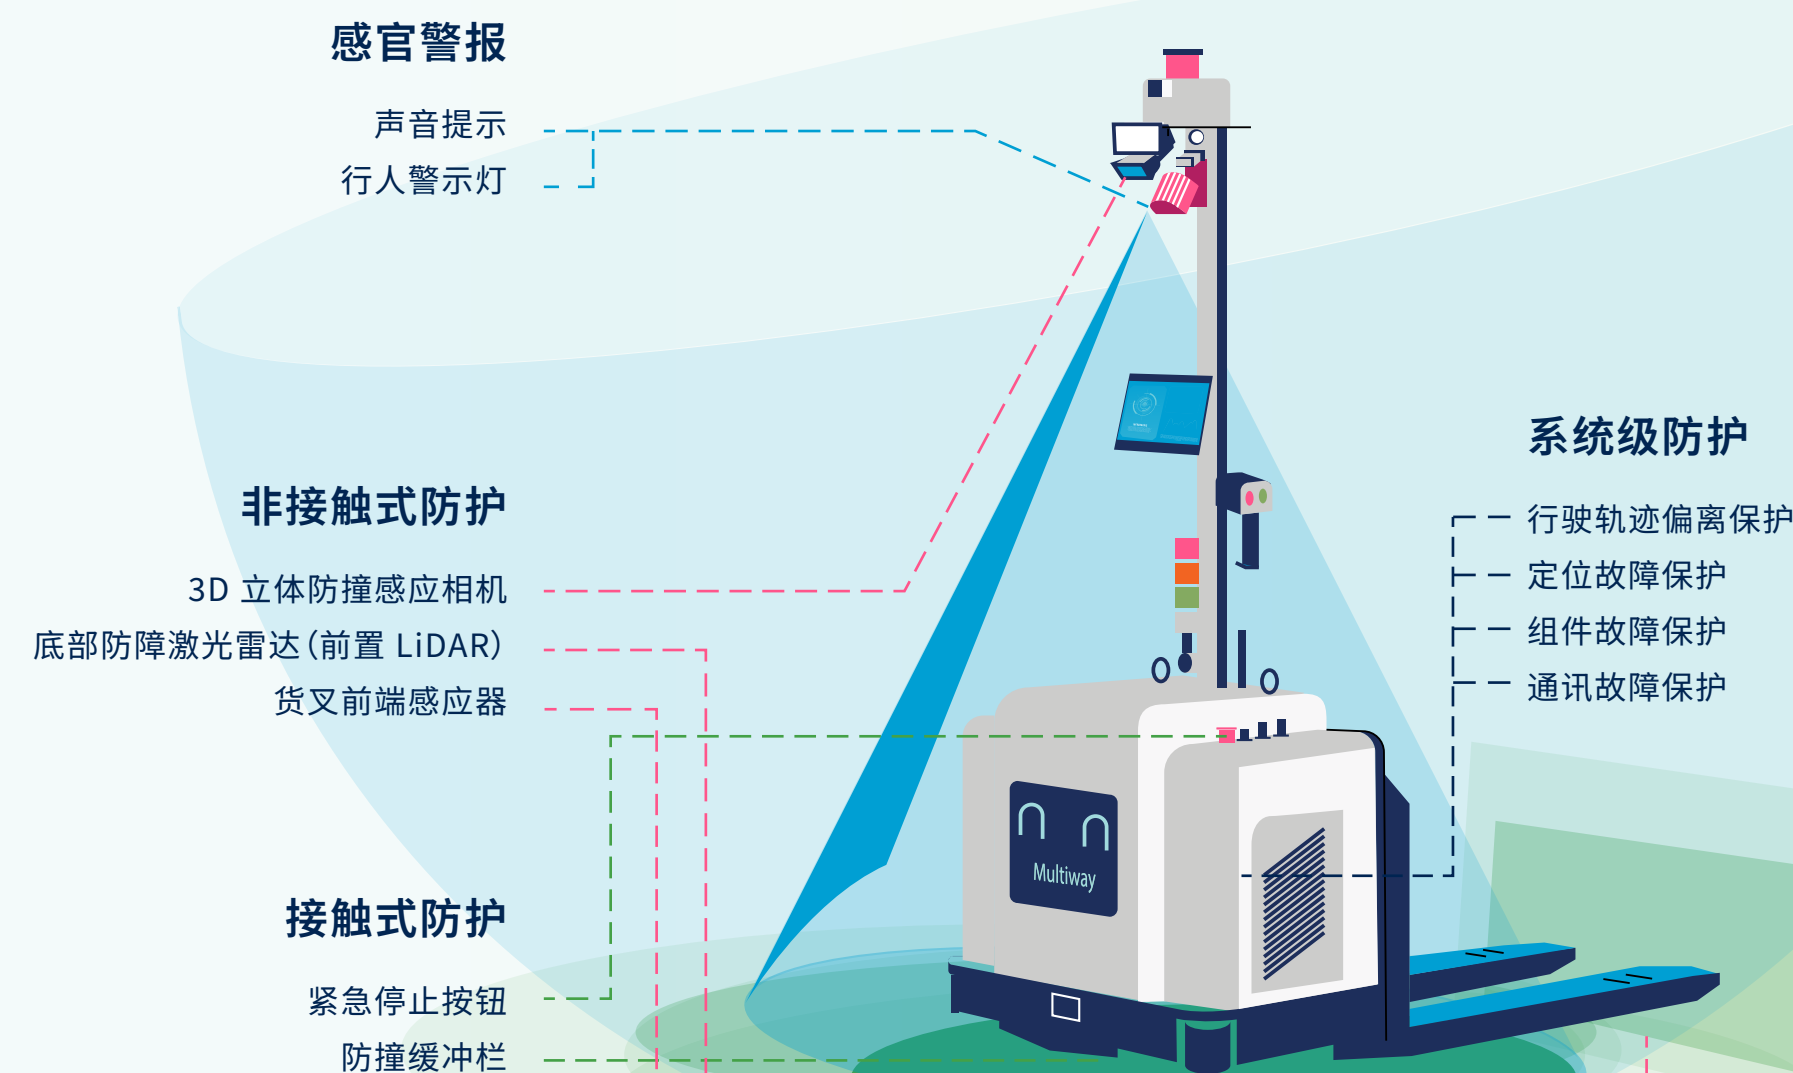 感官警报
声音提示
行人警示灯
非接触式防护
3D 立体防撞感应相机
底部防障激光雷达（前置 LiDAR）
货叉前端感应器
接触式防护
紧急停止按钮
防撞缓冲栏
系统级防护
行驶轨迹偏离保护
定位故障保护
组件故障保护
通讯故障保护
Multiway